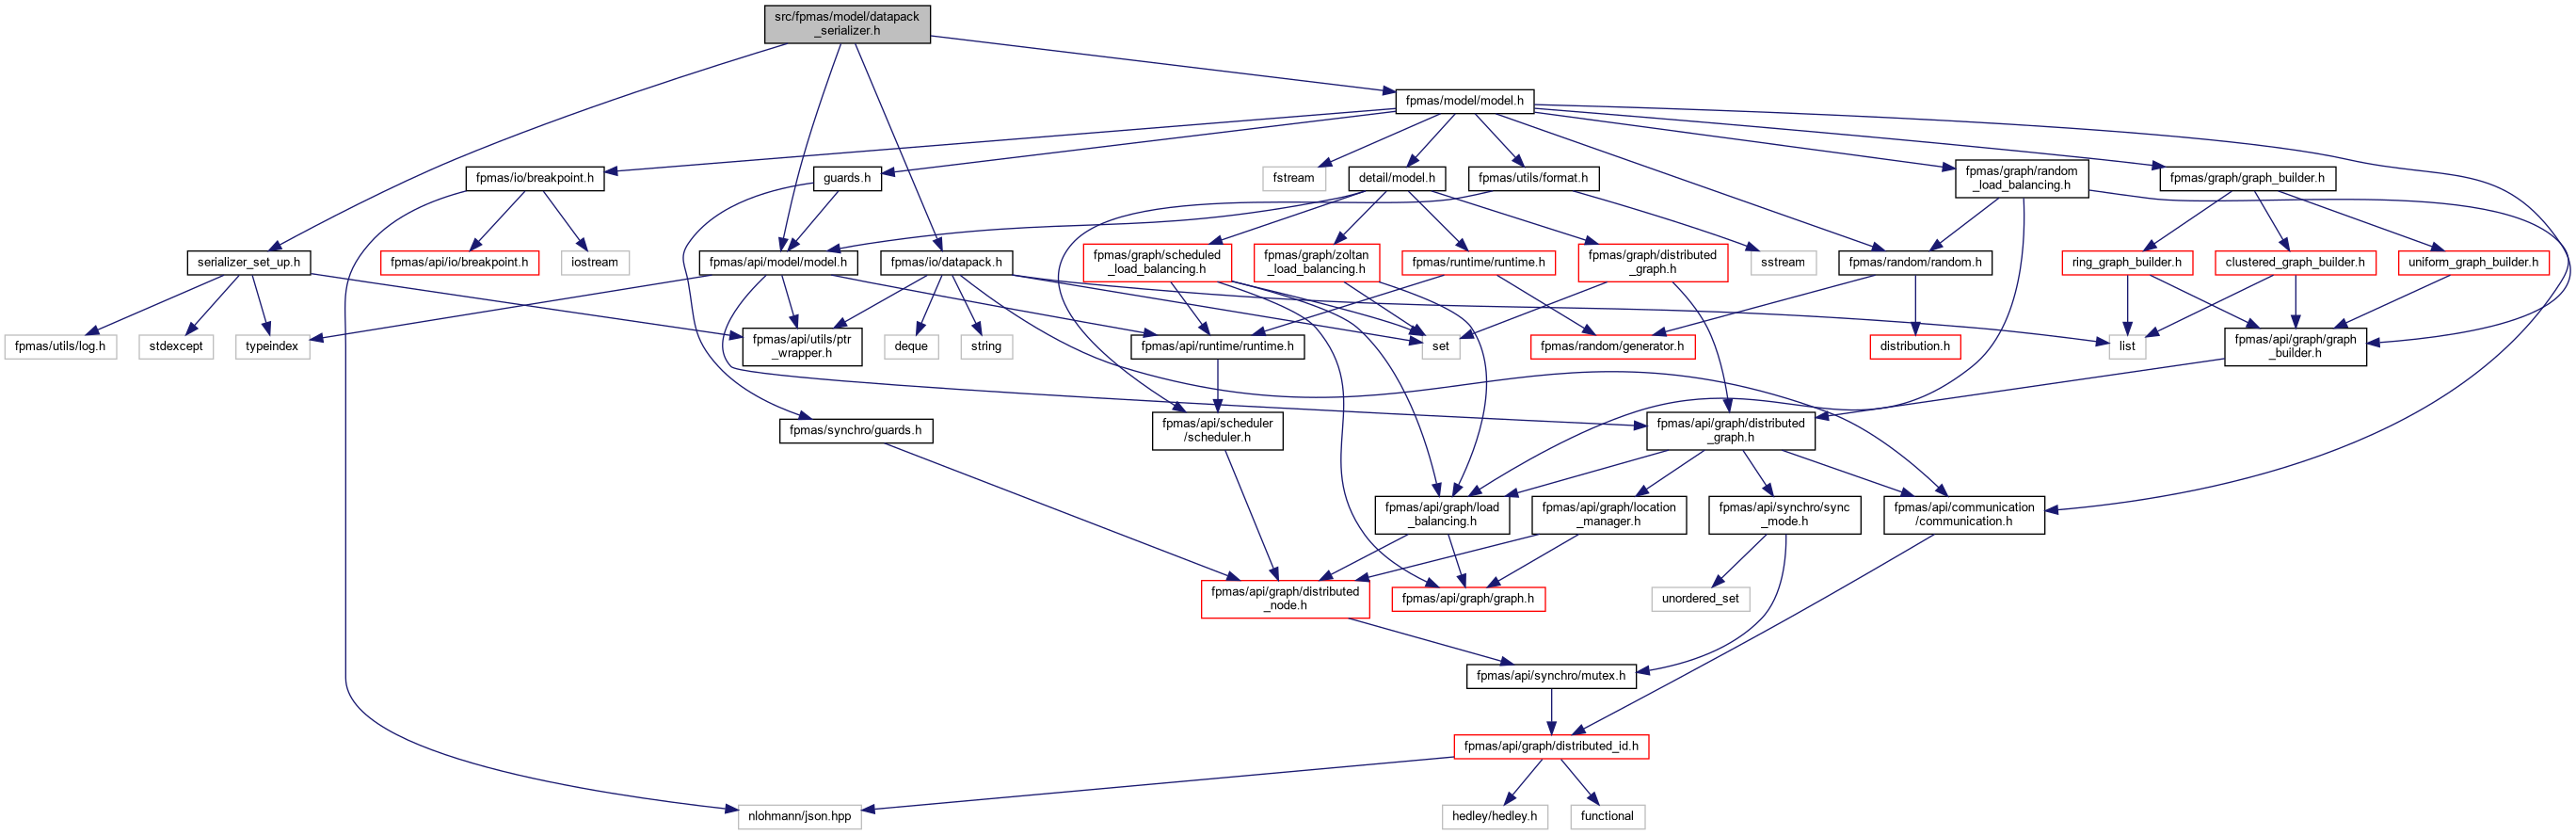 src/fpmas/model/datapack
_serializer.h
fpmas/model/model.h
fpmas/io/breakpoint.h
guards.h
fstream
detail/model.h
fpmas/utils/format.h
fpmas/graph/random
_load_balancing.h
fpmas/graph/graph_builder.h
serializer_set_up.h
fpmas/api/io/breakpoint.h
iostream
fpmas/api/model/model.h
fpmas/io/datapack.h
fpmas/graph/scheduled
_load_balancing.h
fpmas/graph/zoltan
_load_balancing.h
fpmas/runtime/runtime.h
fpmas/graph/distributed
_graph.h
sstream
fpmas/random/random.h
ring_graph_builder.h
clustered_graph_builder.h
uniform_graph_builder.h
fpmas/utils/log.h
stdexcept
typeindex
fpmas/api/utils/ptr
_wrapper.h
deque
string
fpmas/api/runtime/runtime.h
set
fpmas/random/generator.h
distribution.h
list
fpmas/api/graph/graph
_builder.h
fpmas/synchro/guards.h
fpmas/api/scheduler
/scheduler.h
fpmas/api/graph/distributed
_graph.h
fpmas/api/graph/load
_balancing.h
fpmas/api/graph/location
_manager.h
fpmas/api/synchro/sync
_mode.h
fpmas/api/communication
/communication.h
fpmas/api/graph/distributed
_node.h
fpmas/api/graph/graph.h
unordered_set
fpmas/api/synchro/mutex.h
fpmas/api/graph/distributed_id.h
nlohmann/json.hpp
hedley/hedley.h
functional